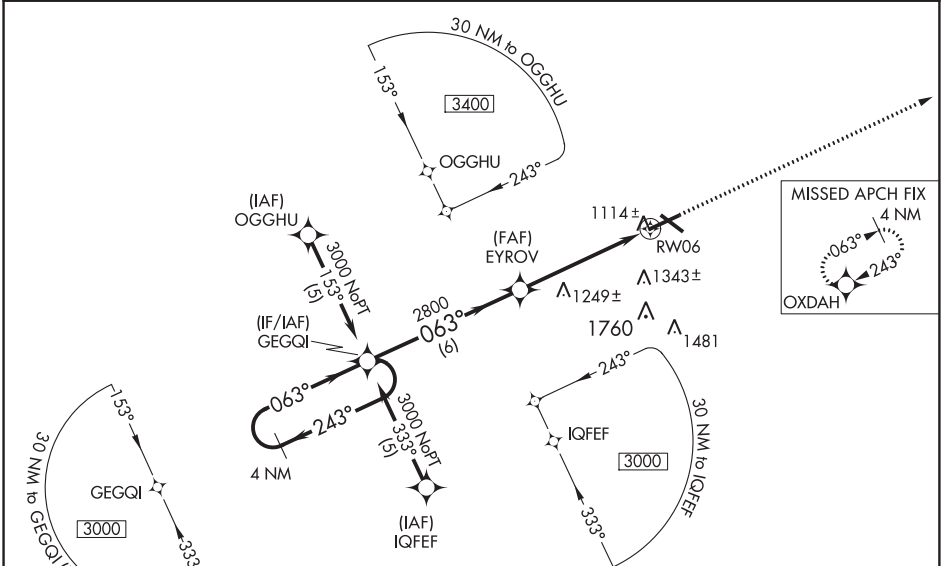 30 NM to OGGHU
153°
3400
OGGHU
243°
(IAF)
OGGHU
3000 NoPT
153°
(5)
(FAF)
EYROV
1114±
RW06
MISSED APCH FIX
4 NM
063°
243°
OXDAH
1249±
1343±
1760
1481
(IF/IAF)
GEGQI
2800
063°
(6)
063°
243°
4 NM
3000 NoPT
333°
(5)
(IAF)
IQFEF
243°
IQFEF
3000
333°
30 NM to IQFEF
153°
GEGQI
3000
333
30 NM to GEGQI